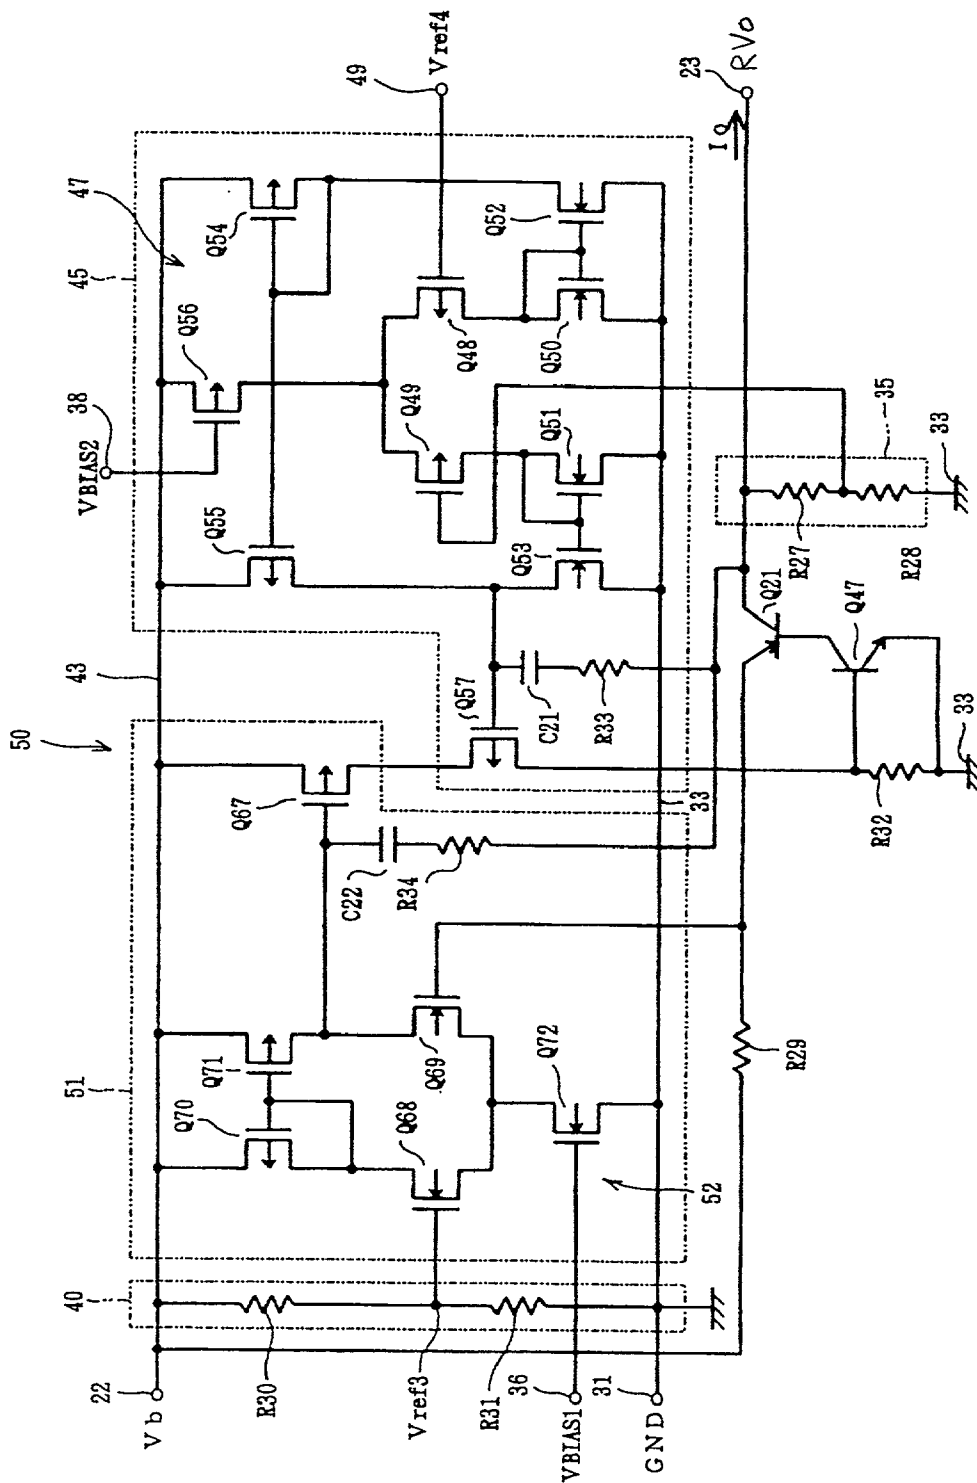 50
43
45
47
VBIAS2
38
Q56
Q54
Q55
49
Vref4
51
Q70
Q71
Q67
Q49
Q48
Q52
Q50
Q51
Q53
Q57
C21
R33
C22
R34
33
Q68
Q69
Q72
52
40
22
Vb
R30
Vref3
R31
36
VBIAS1
31
GND
R29
R32
33
Q47
Q21
R27
R28
35
33
IO
23
RVo